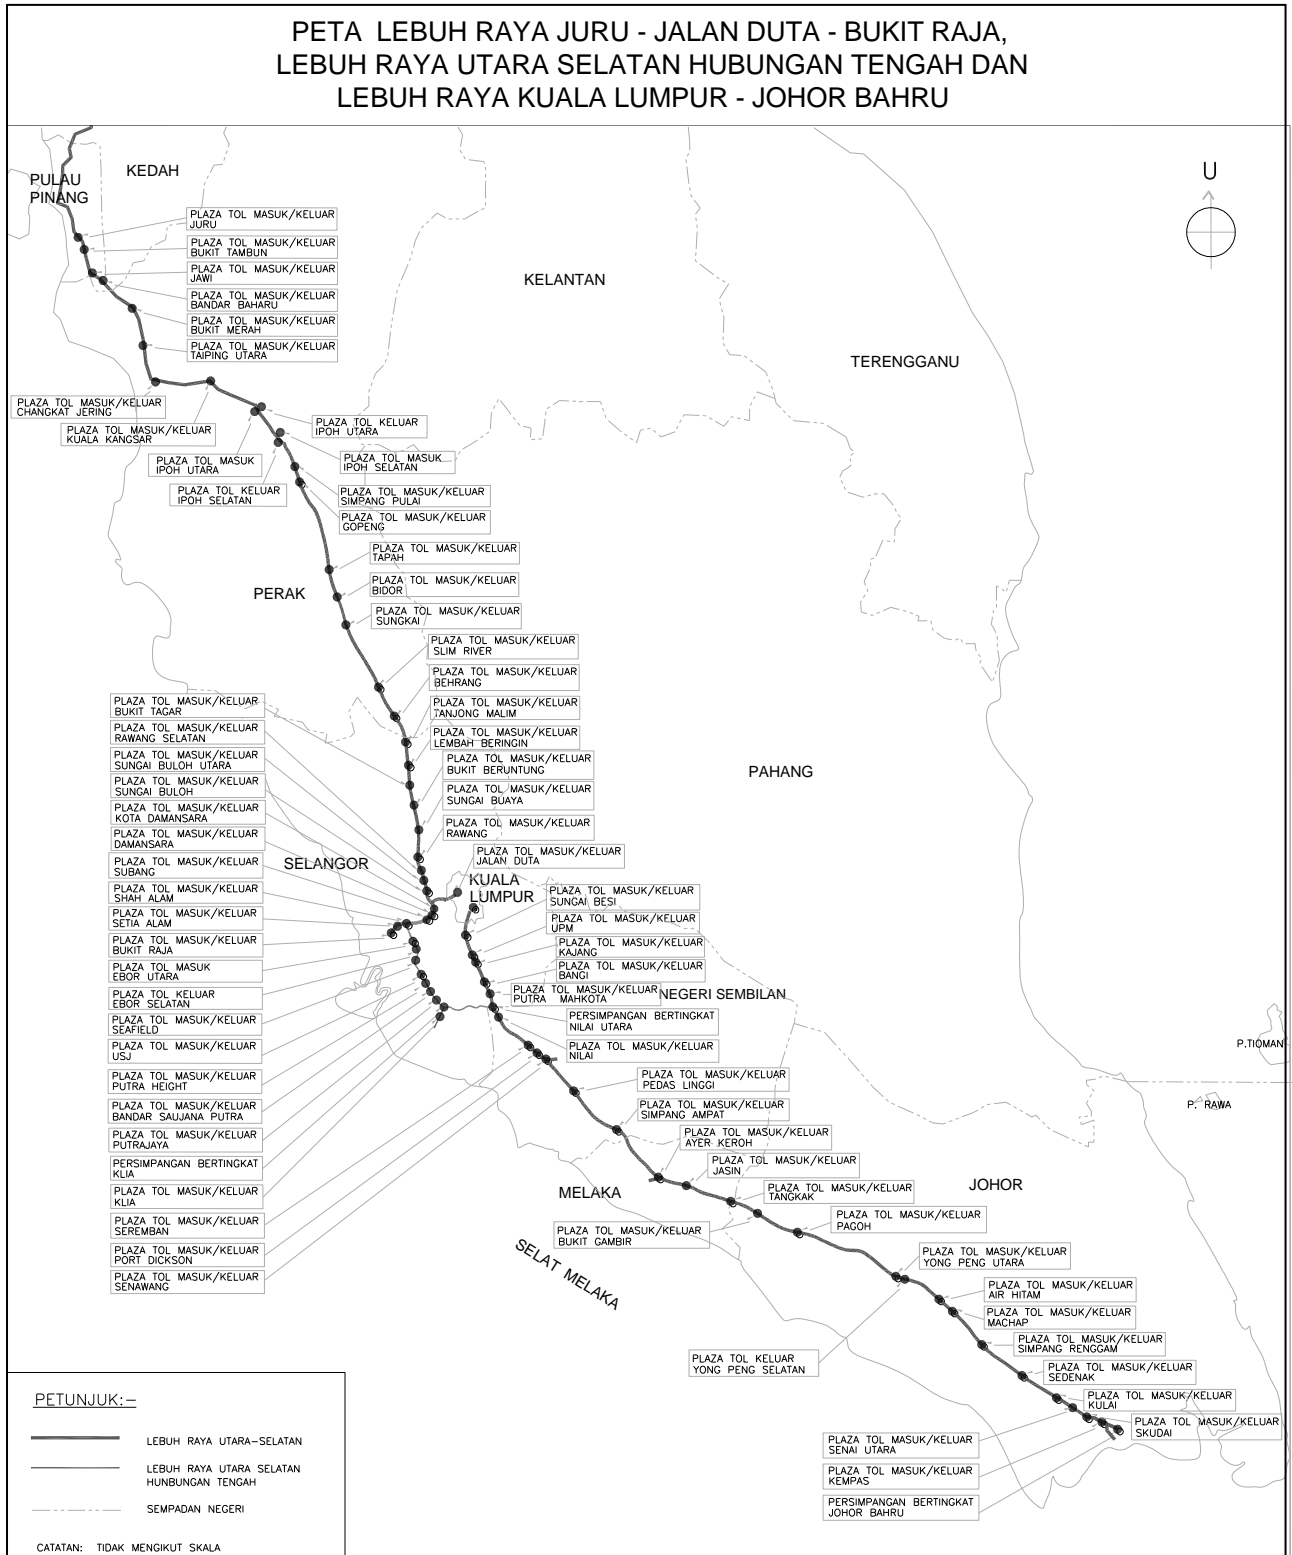 PETA LEBUH RAYA JURU - JALAN DUTA - BUKIT RAJA,
LEBUH RAYA UTARA SELATAN HUBUNGAN TENGAH DAN
LEBUH RAYA KUALA LUMPUR - JOHOR BAHRU
U
PULAU
PINANG
KEDAH
KELANTAN
TERENGGANU
PERAK
PAHANG
SELANGOR
KUALA
LUMPUR
NEGERI SEMBILAN
MELAKA
JOHOR
SELAT MELAKA
P.TIOMAN
P. RAWA
PLAZA TOL MASUK/KELUAR
JURU
PLAZA TOL MASUK/KELUAR
BUKIT TAMBUN
PLAZA TOL MASUK/KELUAR
JAWI
PLAZA TOL MASUK/KELUAR
BANDAR BAHARU
PLAZA TOL MASUK/KELUAR
BUKIT MERAH
PLAZA TOL MASUK/KELUAR
TAIPING UTARA
PLAZA TOL MASUK/KELUAR
CHANGKAT JERING
PLAZA TOL MASUK/KELUAR
KUALA KANGSAR
PLAZA TOL KELUAR
IPOH UTARA
PLAZA TOL MASUK
IPOH UTARA
PLAZA TOL MASUK
IPOH SELATAN
PLAZA TOL KELUAR
IPOH SELATAN
PLAZA TOL MASUK/KELUAR
SIMPANG PULAI
PLAZA TOL MASUK/KELUAR
GOPENG
PLAZA TOL MASUK/KELUAR
TAPAH
PLAZA TOL MASUK/KELUAR
BIDOR
PLAZA TOL MASUK/KELUAR
SUNGKAI
PLAZA TOL MASUK/KELUAR
SLIM RIVER
PLAZA TOL MASUK/KELUAR
BEHRANG
PLAZA TOL MASUK/KELUAR
TANJONG MALIM
PLAZA TOL MASUK/KELUAR
LEMBAH BERINGIN
PLAZA TOL MASUK/KELUAR
BUKIT BERUNTUNG
PLAZA TOL MASUK/KELUAR
SUNGAI BUAYA
PLAZA TOL MASUK/KELUAR
RAWANG
PLAZA TOL MASUK/KELUAR
JALAN DUTA
PLAZA TOL MASUK/KELUAR
SUNGAI BESI
PLAZA TOL MASUK/KELUAR
UPM
PLAZA TOL MASUK/KELUAR
KAJANG
PLAZA TOL MASUK/KELUAR
BANGI
PLAZA TOL MASUK/KELUAR
PUTRA MAHKOTA
PERSIMPANGAN BERTINGKAT
NILAI UTARA
PLAZA TOL MASUK/KELUAR
NILAI
PLAZA TOL MASUK/KELUAR
BUKIT TAGAR
PLAZA TOL MASUK/KELUAR
RAWANG SELATAN
PLAZA TOL MASUK/KELUAR
SUNGAI BULOH UTARA
PLAZA TOL MASUK/KELUAR
SUNGAI BULOH
PLAZA TOL MASUK/KELUAR
KOTA DAMANSARA
PLAZA TOL MASUK/KELUAR
DAMANSARA
PLAZA TOL MASUK/KELUAR
SUBANG
PLAZA TOL MASUK/KELUAR
SHAH ALAM
PLAZA TOL MASUK/KELUAR
SETIA ALAM
PLAZA TOL MASUK/KELUAR
BUKIT RAJA
PLAZA TOL MASUK
EBOR UTARA
PLAZA TOL KELUAR
EBOR SELATAN
PLAZA TOL MASUK/KELUAR
SEAFIELD
PLAZA TOL MASUK/KELUAR
USJ
PLAZA TOL MASUK/KELUAR
PUTRA HEIGHT
PLAZA TOL MASUK/KELUAR
BANDAR SAUJANA PUTRA
PLAZA TOL MASUK/KELUAR
PUTRAJAYA
PERSIMPANGAN BERTINGKAT
KLIA
PLAZA TOL MASUK/KELUAR
KLIA
PLAZA TOL MASUK/KELUAR
SEREMBAN
PLAZA TOL MASUK/KELUAR
PORT DICKSON
PLAZA TOL MASUK/KELUAR
SENAWANG
PLAZA TOL MASUK/KELUAR
PEDAS LINGGI
PLAZA TOL MASUK/KELUAR
SIMPANG AMPAT
PLAZA TOL MASUK/KELUAR
AYER KEROH
PLAZA TOL MASUK/KELUAR
JASIN
PLAZA TOL MASUK/KELUAR
TANGKAK
PLAZA TOL MASUK/KELUAR
BUKIT GAMBIR
PLAZA TOL MASUK/KELUAR
PAGOH
PLAZA TOL MASUK/KELUAR
YONG PENG UTARA
PLAZA TOL MASUK/KELUAR
AIR HITAM
PLAZA TOL MASUK/KELUAR
MACHAP
PLAZA TOL MASUK/KELUAR
SIMPANG RENGGAM
PLAZA TOL KELUAR
YONG PENG SELATAN
PLAZA TOL MASUK/KELUAR
SEDENAK
PLAZA TOL MASUK/KELUAR
KULAI
PLAZA TOL MASUK/KELUAR
SKUDAI
PLAZA TOL MASUK/KELUAR
SENAI UTARA
PLAZA TOL MASUK/KELUAR
KEMPAS
PERSIMPANGAN BERTINGKAT
JOHOR BAHRU
PETUNJUK:-
LEBUH RAYA UTARA-SELATAN
LEBUH RAYA UTARA SELATAN
HUNBUNGAN TENGAH
SEMPADAN NEGERI
CATATAN: TIDAK MENGIKUT SKALA